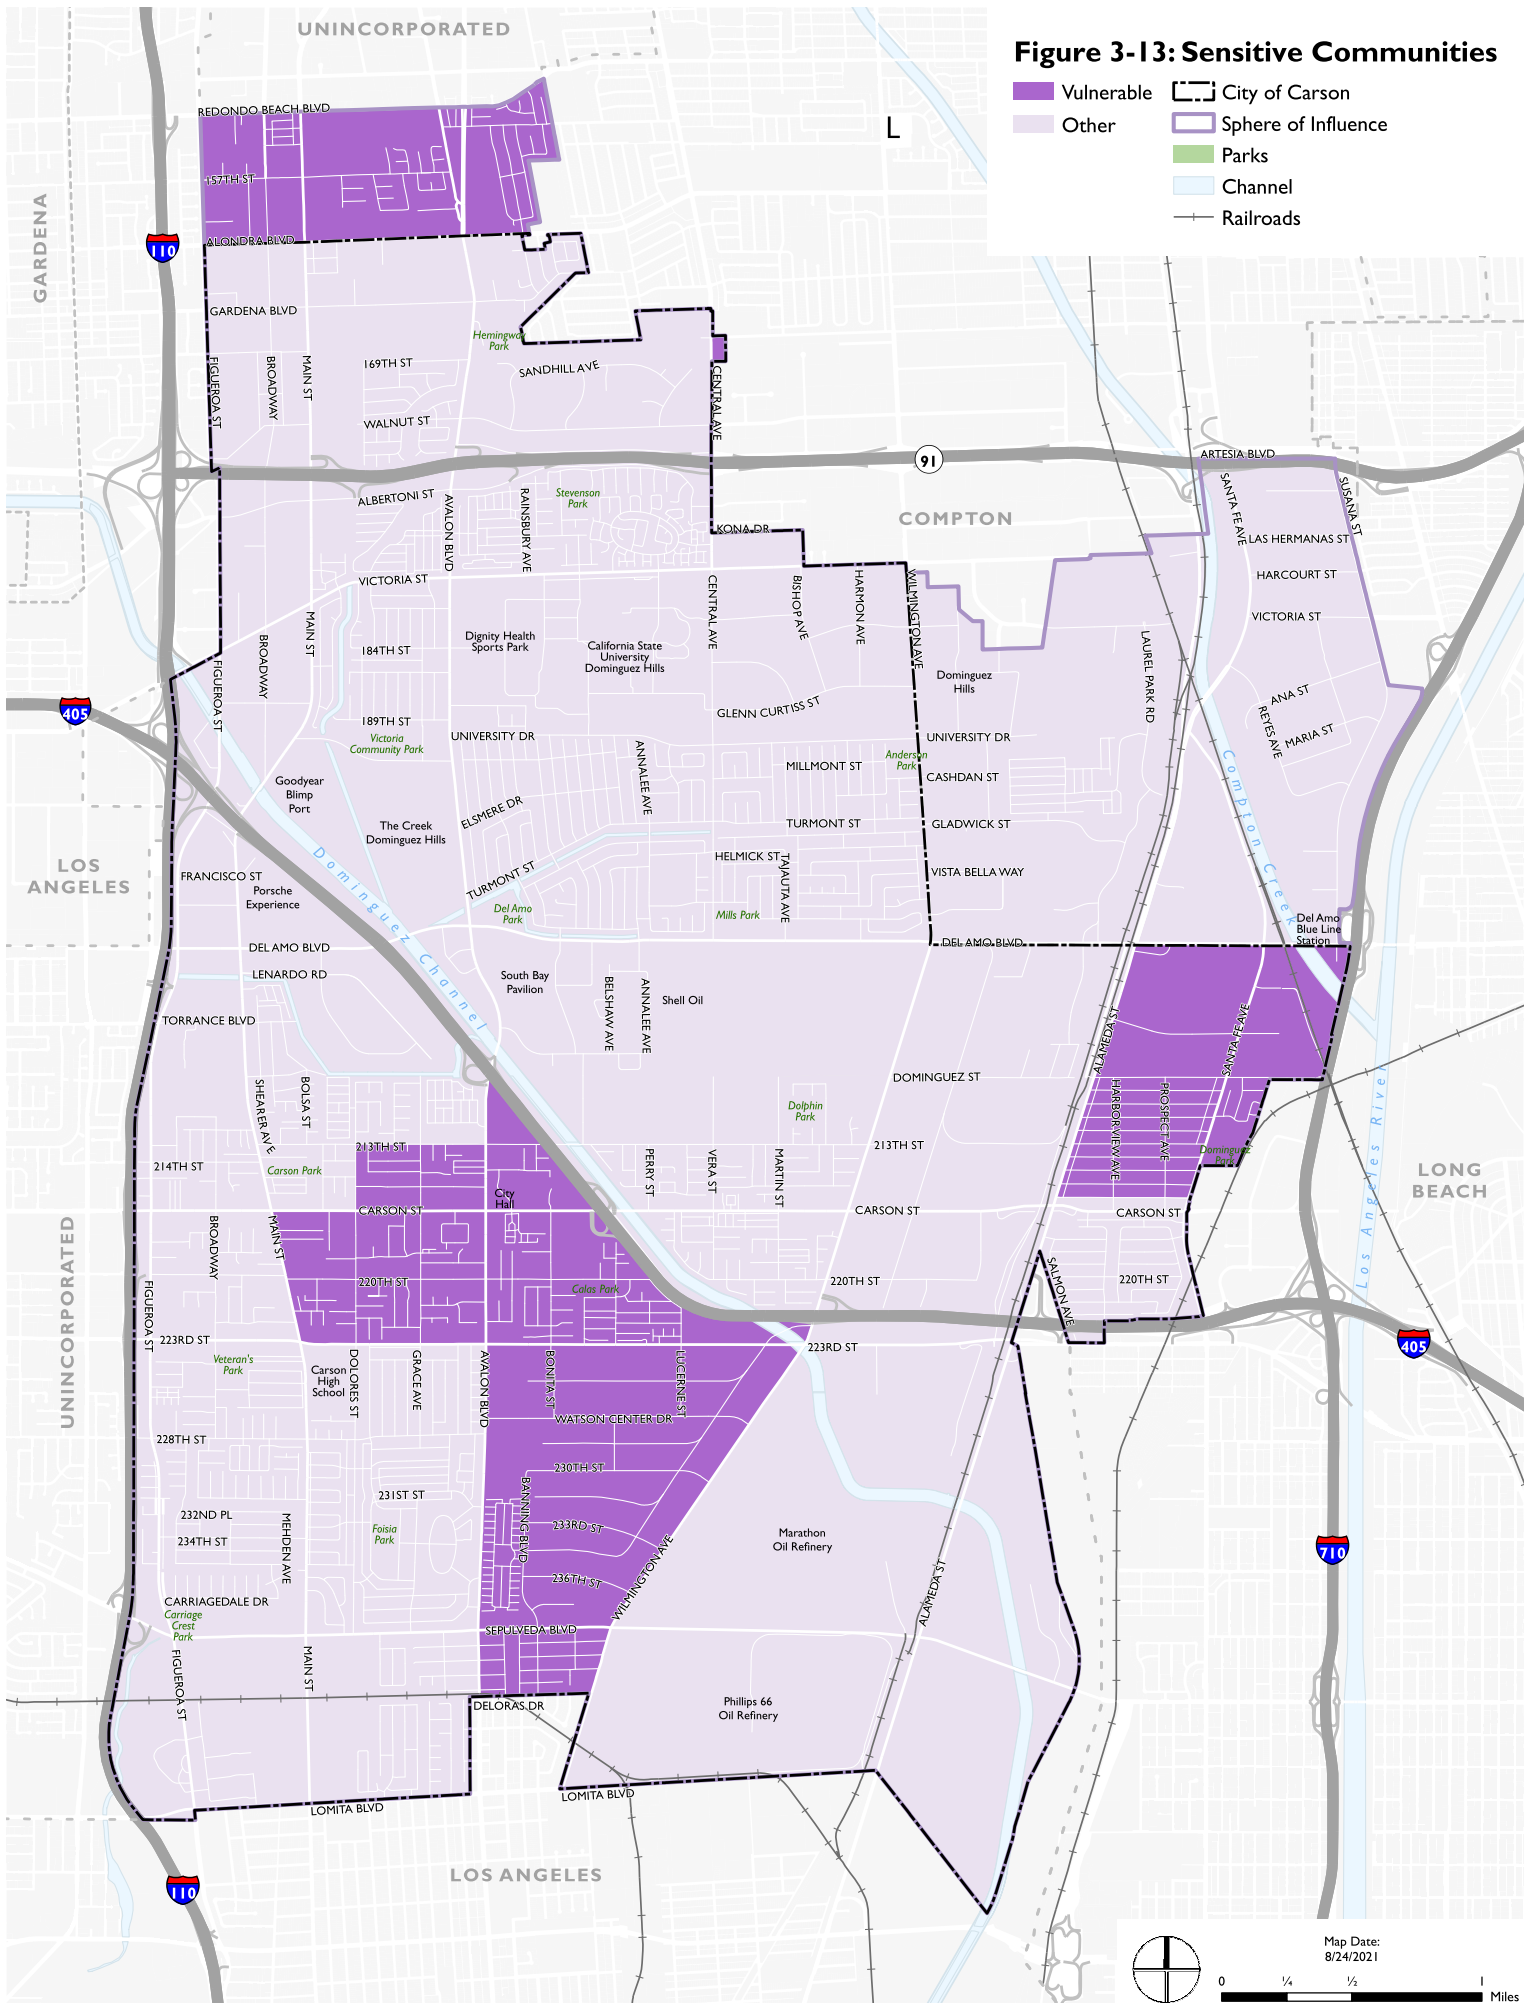 UNINCORPORATED
Figure 3-13: Sensitive Communities
Vulnerable
City of Carson
Other
Sphere of Influence
Parks
Channel
Railroads
L
REDONDO BEACH BLVD
157TH ST
GARDENA
110
ALONDRA BLVD
GARDENA BLVD
Hemingway
Park
169TH ST
SANDHILL AVE
FIGUEROA ST
BROADWAY
MAIN ST
CENTRAL AVE
WALNUT ST
91
ARTESIA BLVD
ALBERTONI ST
AVALON BLVD
RAINSBURY AVE
Stevenson
Park
SANTA FE AVE
SUSANA ST
COMPTON
KONA DR
LAS HERMANAS ST
VICTORIA ST
CENTRAL AVE
BISHOP AVE
HARMON AVE
WILMINGTON AVE
HARCOURT ST
VICTORIA ST
MAIN ST
BROADWAY
184TH ST
Dignity Health
Sports Park
California State
University
Dominguez Hills
LAUREL PARK RD
Dominguez
Hills
FIGUEROA ST
405
189TH ST
GLENN CURTISS ST
ANA ST
REYES AVE
MARIA ST
Victoria
Community Park
UNIVERSITY DR
UNIVERSITY DR
ANNALEE AVE
Anderson
Park
MILLMONT ST
CASHDAN ST
Compton Creek
Goodyear
Blimp
Port
The Creek
Dominguez Hills
ELSMERE DR
TURMONT ST
GLADWICK ST
LOS
ANGELES
Dominguez Channel
HELMICK ST
TAJAUTA AVE
FRANCISCO ST
Porsche
Experience
TURMONT ST
VISTA BELLA WAY
Del Amo
Park
Mills Park
Del Amo
Blue Line
Station
DEL AMO BLVD
DEL AMO BLVD
LENARDO RD
South Bay
Pavilion
BELSHAW AVE
ANNALEE AVE
Shell Oil
TORRANCE BLVD
ALAMEDA ST
SANTA FE AVE
SHEARER AVE
BOLSA ST
DOMINGUEZ ST
HARBOR VIEW AVE
PROSPECT AVE
Los Angeles River
Dolphin
Park
213TH ST
213TH ST
214TH ST
Carson Park
PERRY ST
VERA ST
MARTIN ST
Dominguez
Park
LONG
BEACH
City
Hall
CARSON ST
CARSON ST
CARSON ST
UNINCORPORATED
BROADWAY
MAIN ST
FIGUEROA ST
220TH ST
Calas Park
220TH ST
SALMON AVE
220TH ST
223RD ST
223RD ST
405
Veteran's
Park
Carson
High
School
DOLORES ST
GRACE AVE
AVALON BLVD
BONITA ST
LUCERNE ST
WATSON CENTER DR
228TH ST
230TH ST
231ST ST
BANNING BLVD
232ND PL
234TH ST
MEHDEN AVE
Foisia
Park
233RD ST
Marathon
Oil Refinery
710
236TH ST
WILMINGTON AVE
ALAMEDA ST
CARRIAGEDALE DR
Carriage
Crest
Park
SEPULVEDA BLVD
FIGUEROA ST
MAIN ST
DELORAS DR
Phillips 66
Oil Refinery
LOMITA BLVD
LOMITA BLVD
LOS ANGELES
110
Map Date:
8/24/2021
0 ¼ ½ 1
Miles